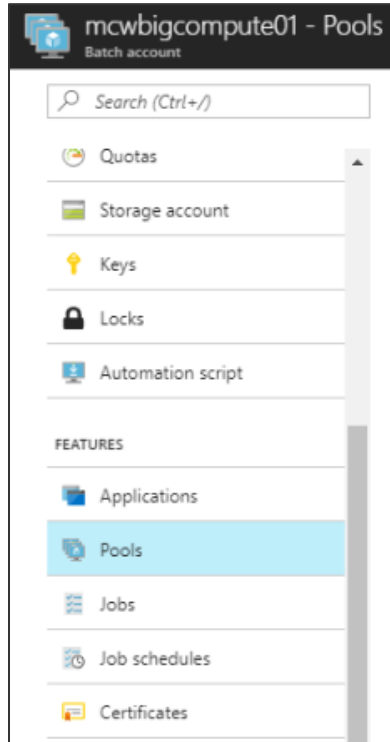 mcwbigcompute01 - Pools
Batch account
Search (Ctrl+/)
Quotas
Storage account
Keys
Locks
Automation script
FEATURES
Applications
Pools
Jobs
Job schedules
Certificates